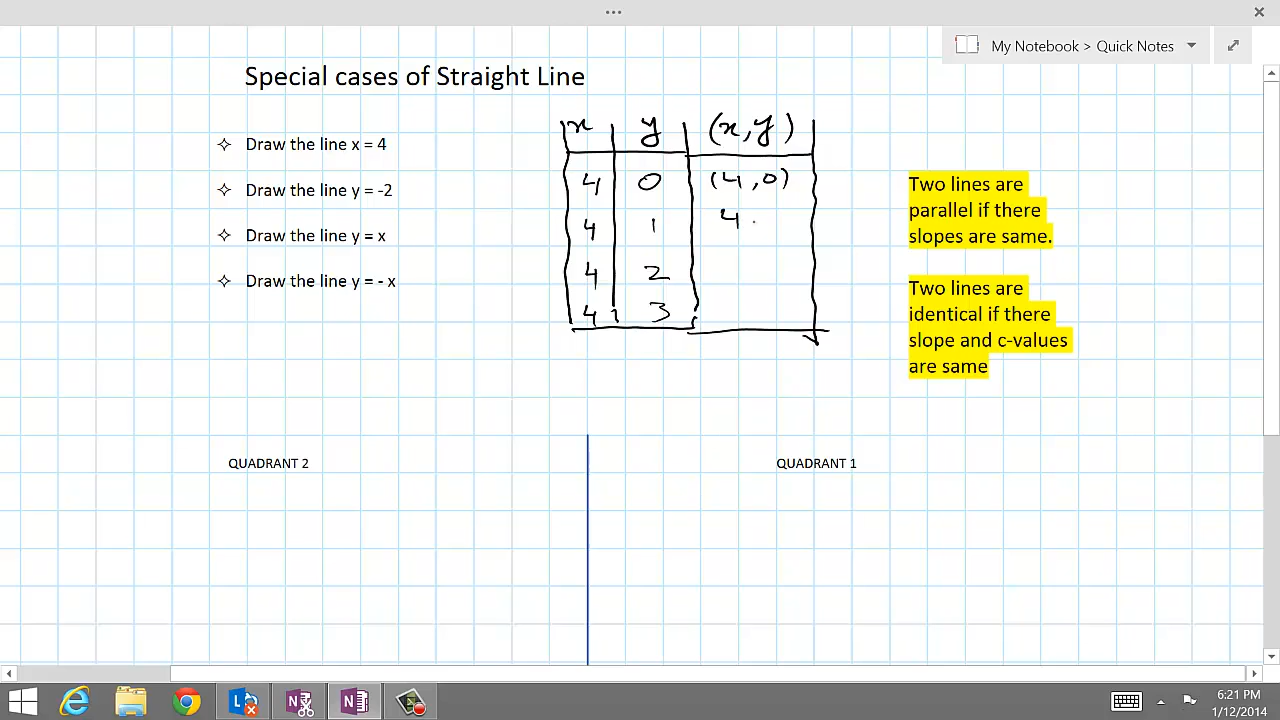 ...
My Notebook > Quick Notes
Special cases of Straight Line
Draw the line x = 4
Draw the line y = -2
Draw the line y = x
Draw the line y = - x
x y (x,y)
4 0 (4,0)
4 1 4
4 2
4 3
Two lines are
parallel if there
slopes are same.
Two lines are
identical if there
slope and c-values
are same
QUADRANT 2
QUADRANT 1
6:21 PM
1/12/2014